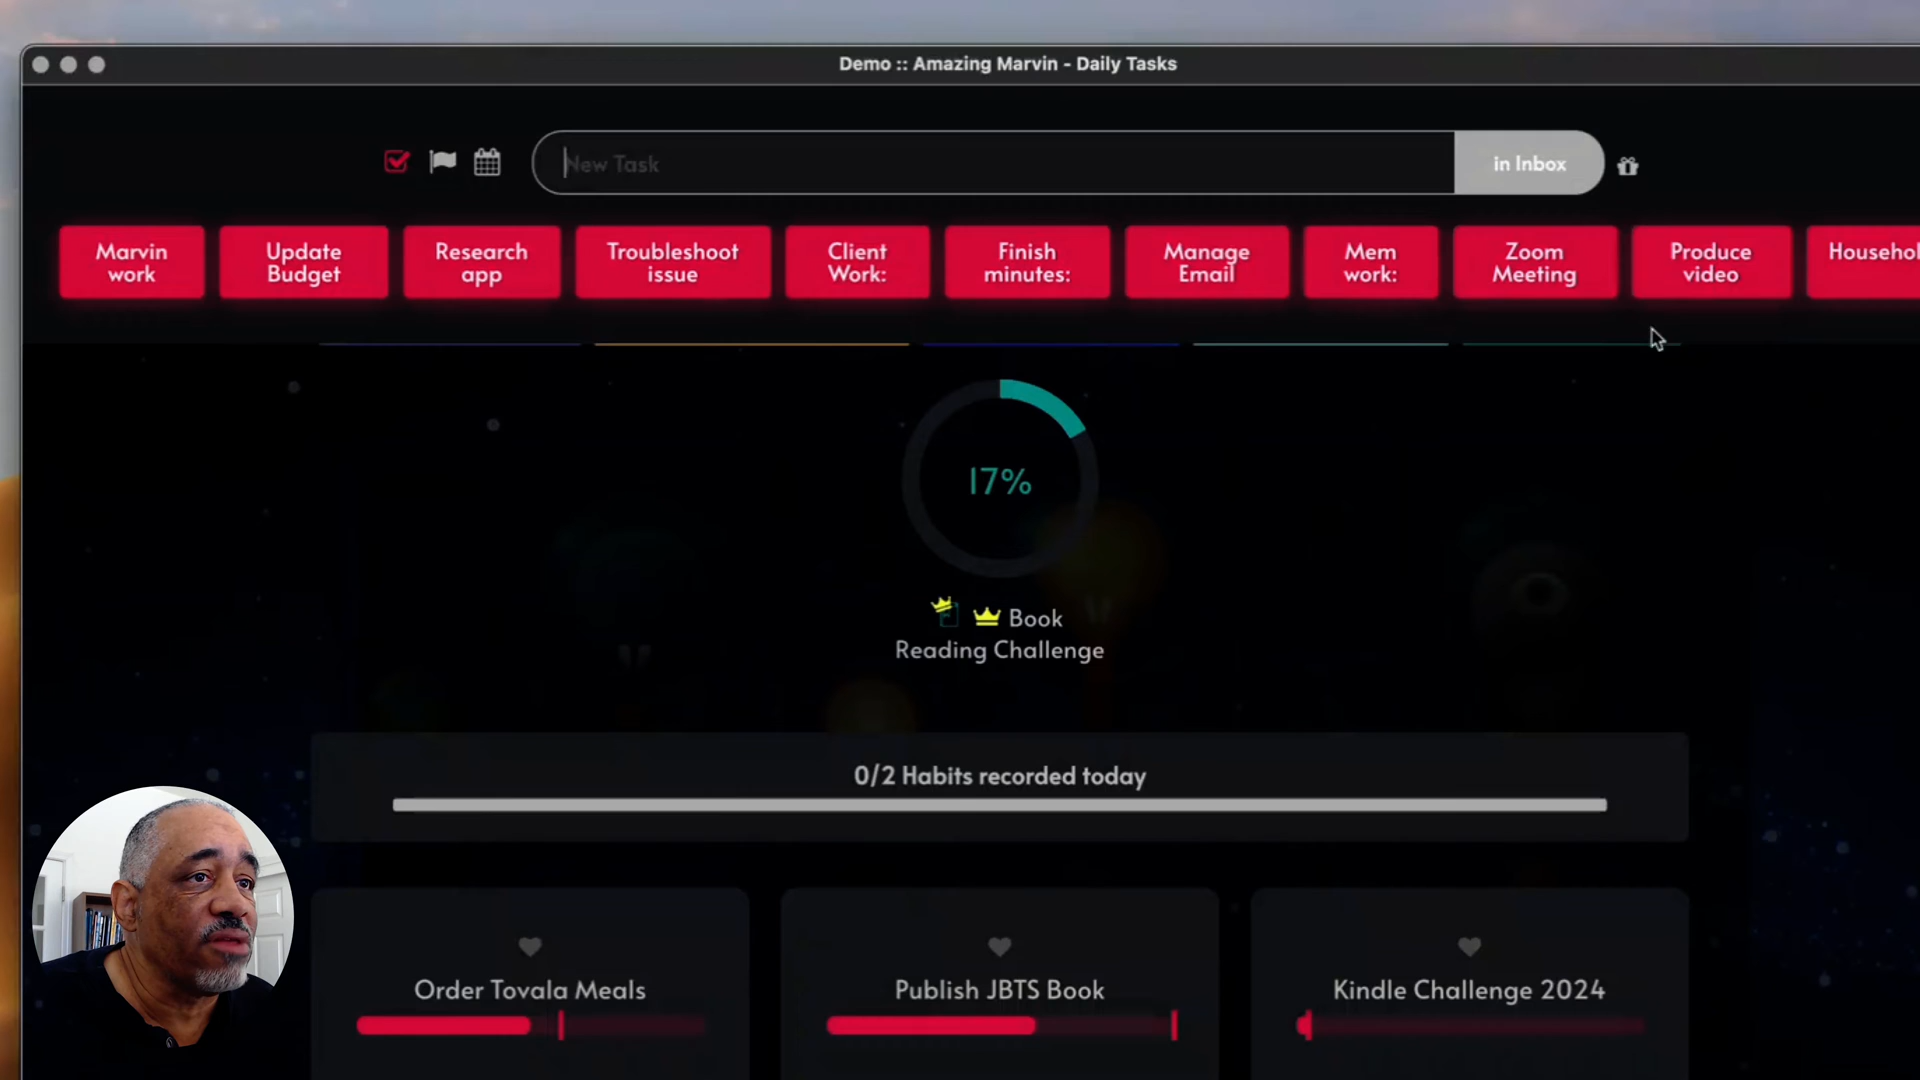 Demo :: Amazing Marvin - Daily Tasks
New Task
in Inbox
Marvin
work
Update
Budget
Research
app
Troubleshoot
issue
Client
Work:
Finish
minutes:
Manage
Email
Mem
work:
Zoom
Meeting
Produce
video
Househol
17%
Book
Reading Challenge
0/2 Habits recorded today
Order Tovala Meals
Publish JBTS Book
Kindle Challenge 2024